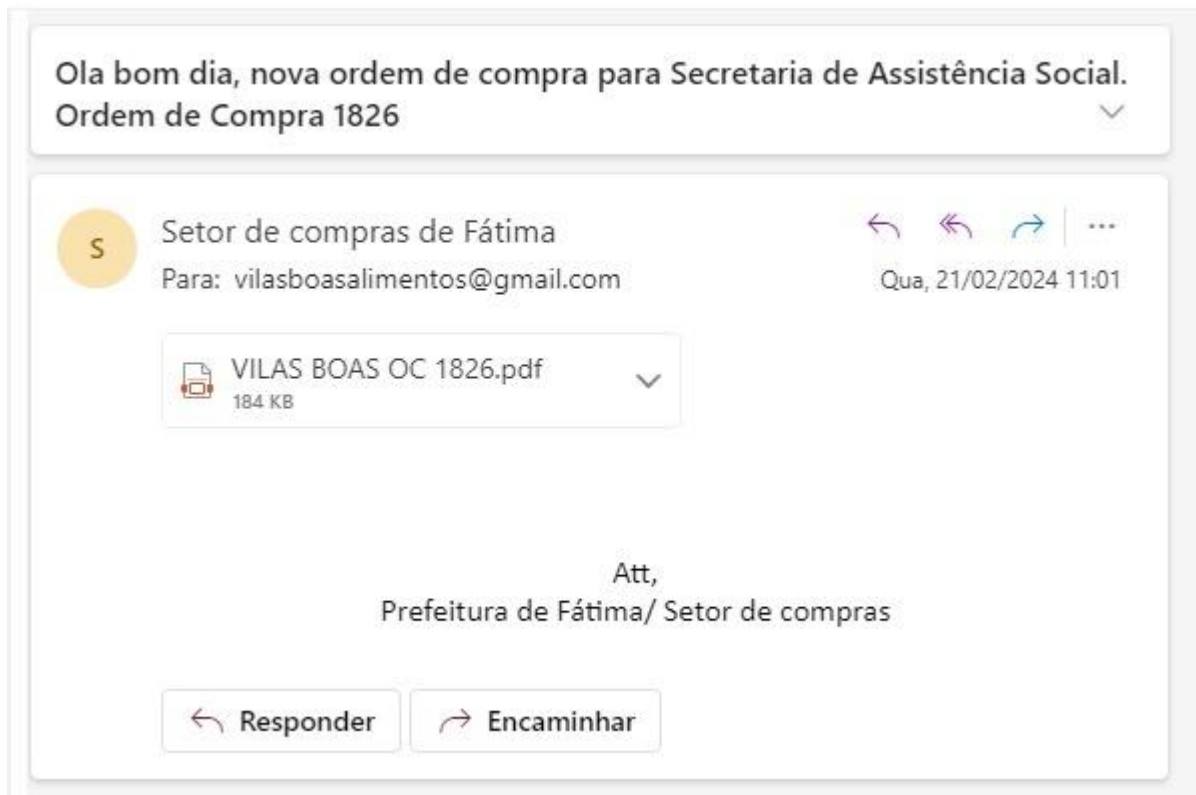 Ola bom dia, nova ordem de compra para Secretaria de Assistência Social.
Ordem de Compra 1826
S
Setor de compras de Fátima
Para: vilasboasalimentos@gmail.com
Qua, 21/02/2024 11:01
VILAS BOAS OC 1826.pdf
184 KB
Att,
Prefeitura de Fátima/ Setor de compras
Responder
Encaminhar